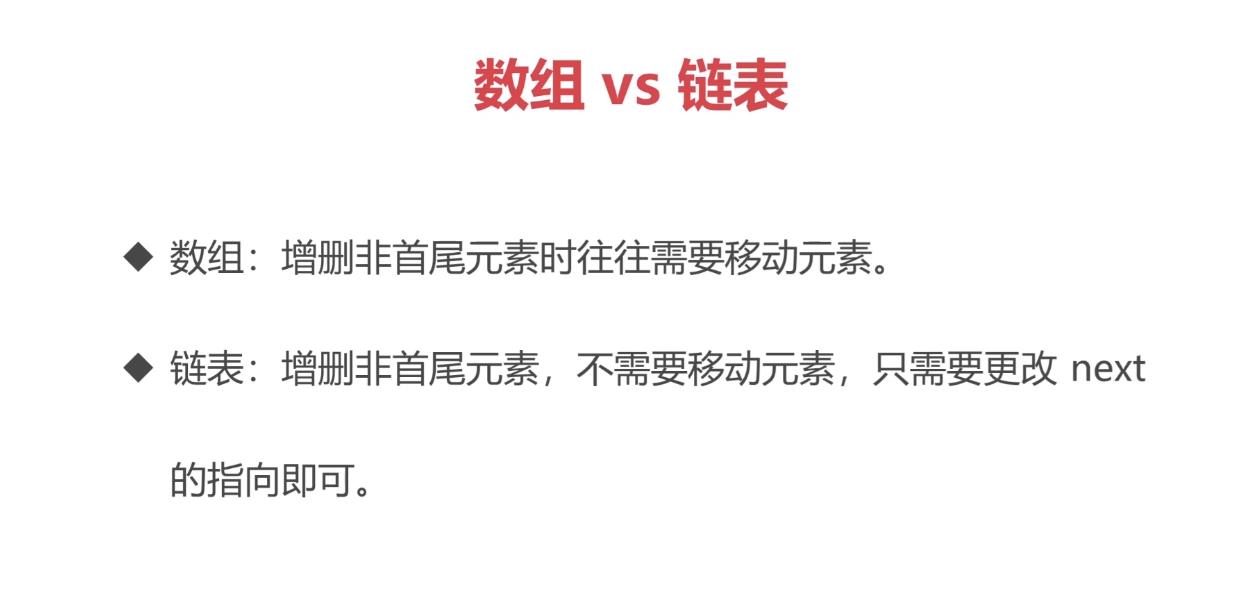 数组 vs 链表
◆ 数组：增删非首尾元素时往往需要移动元素。
◆ 链表：增删非首尾元素，不需要移动元素，只需要更改 next
的指向即可。